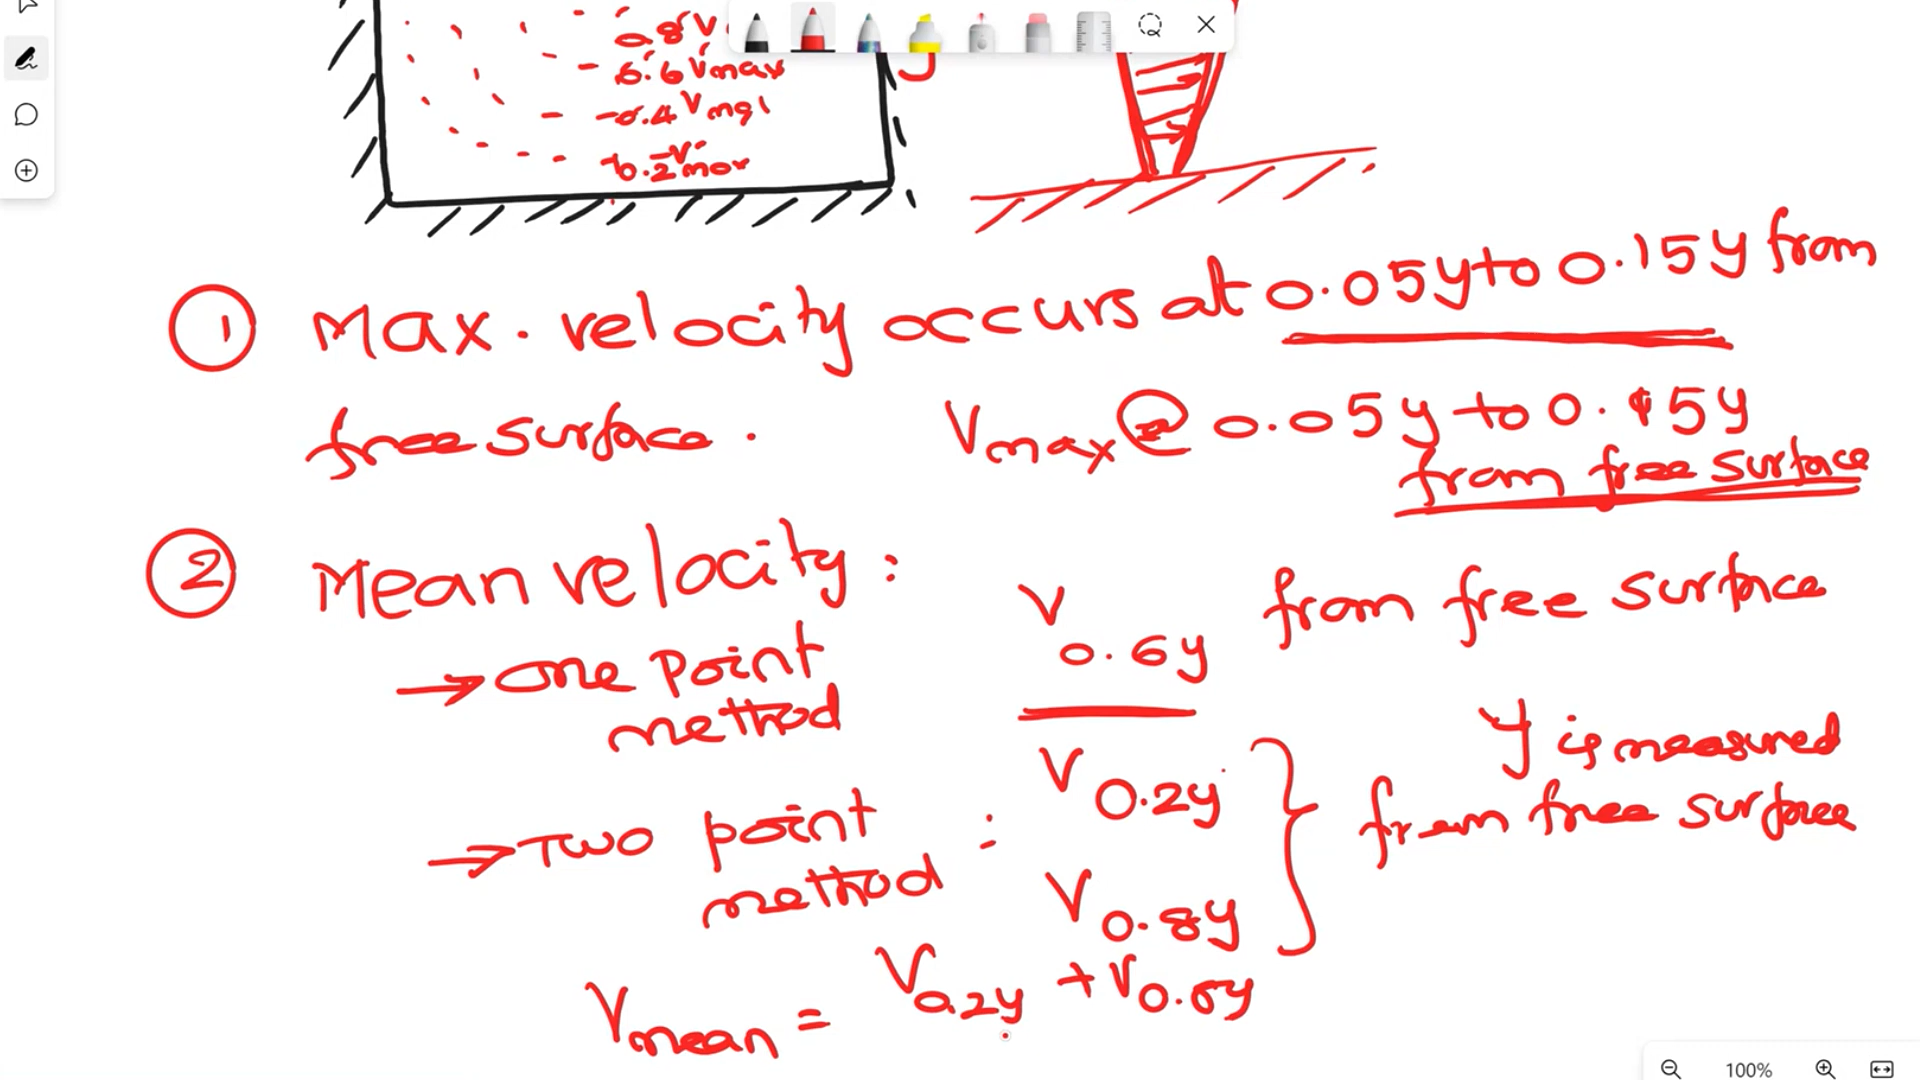 0.8 V
0.6 Vmax
0.4 V
0.2 Vmax
① Max. velocity occurs at 0.05y to 0.15y from
free surface.
Vmax @ 0.05y to 0.15y
from free surface
② Mean velocity:
V0.6y from free surface
→ One point
method
V0.2y
y is measured
from free surface
→ Two point
method :
V0.8y
Vmean = V0.2y + V0.8y
100%